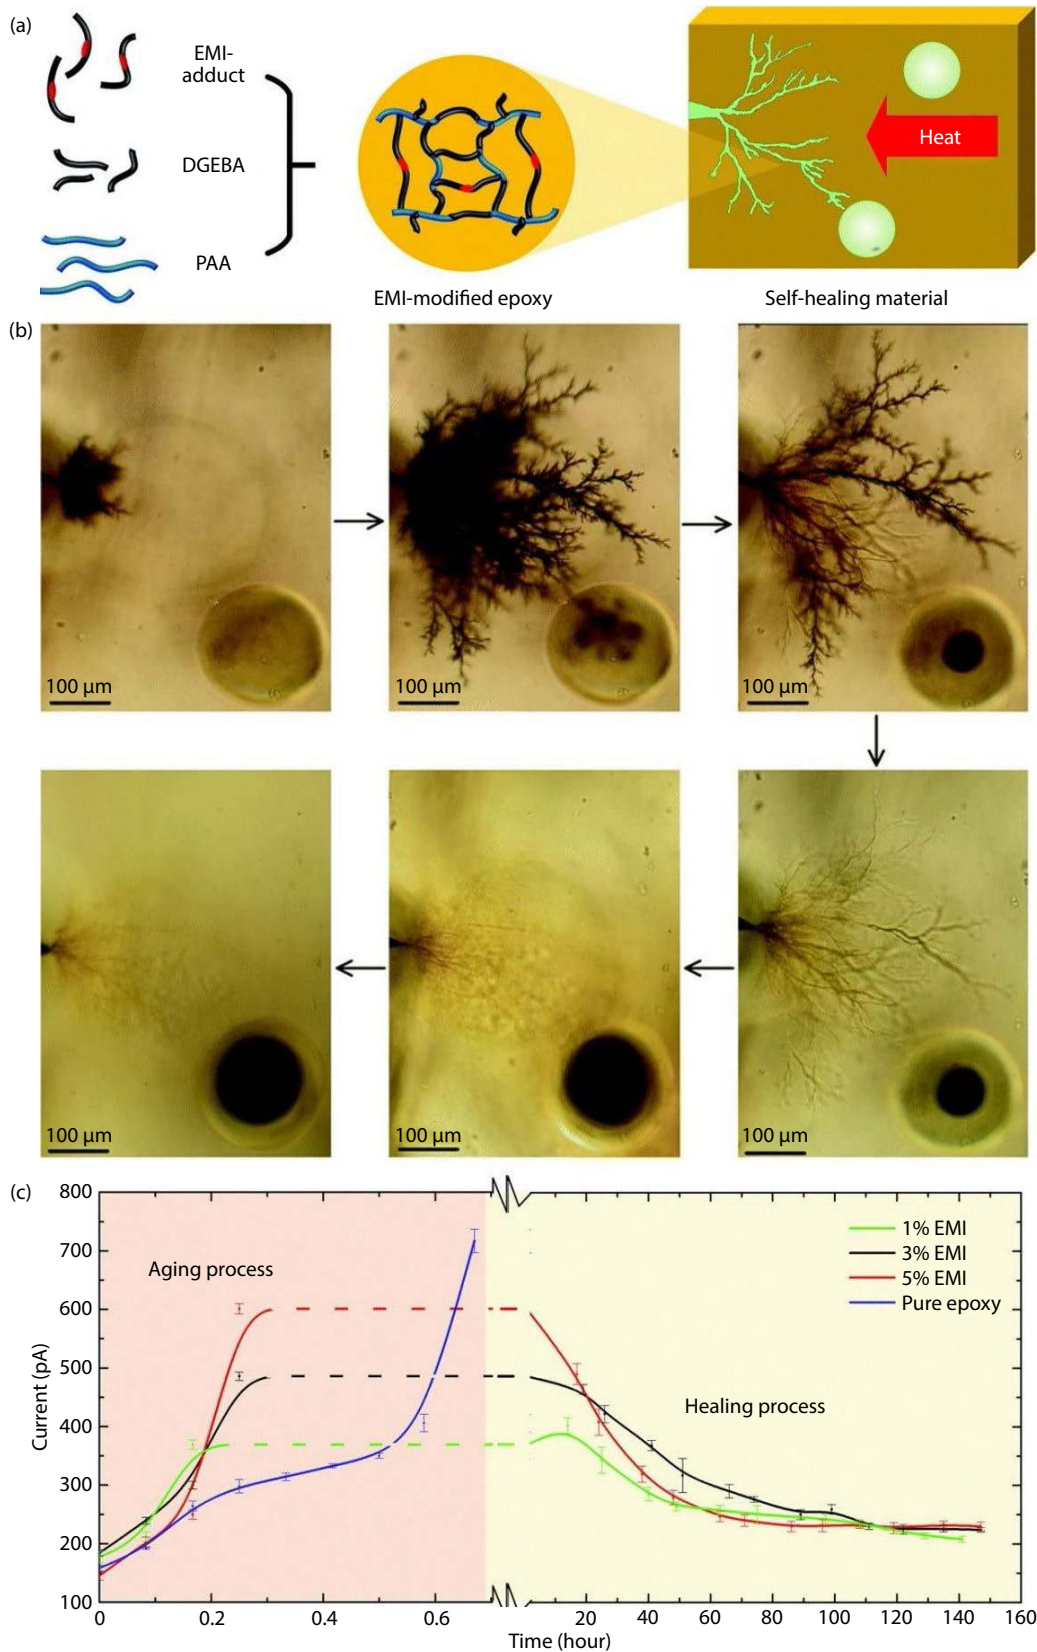 (a)
EMI-
adduct
DGEBA
PAA
Heat
EMI-modified epoxy
Self-healing material
(b)
100 µm
100 µm
100 µm
100 µm
100 µm
100 µm
(c)
800
700
600
500
400
300
200
100
Current (pA)
Aging process
Healing process
1% EMI
3% EMI
5% EMI
Pure epoxy
0 0.2 0.4 0.6 20 40 60 80 100 120 140 160
Time (hour)